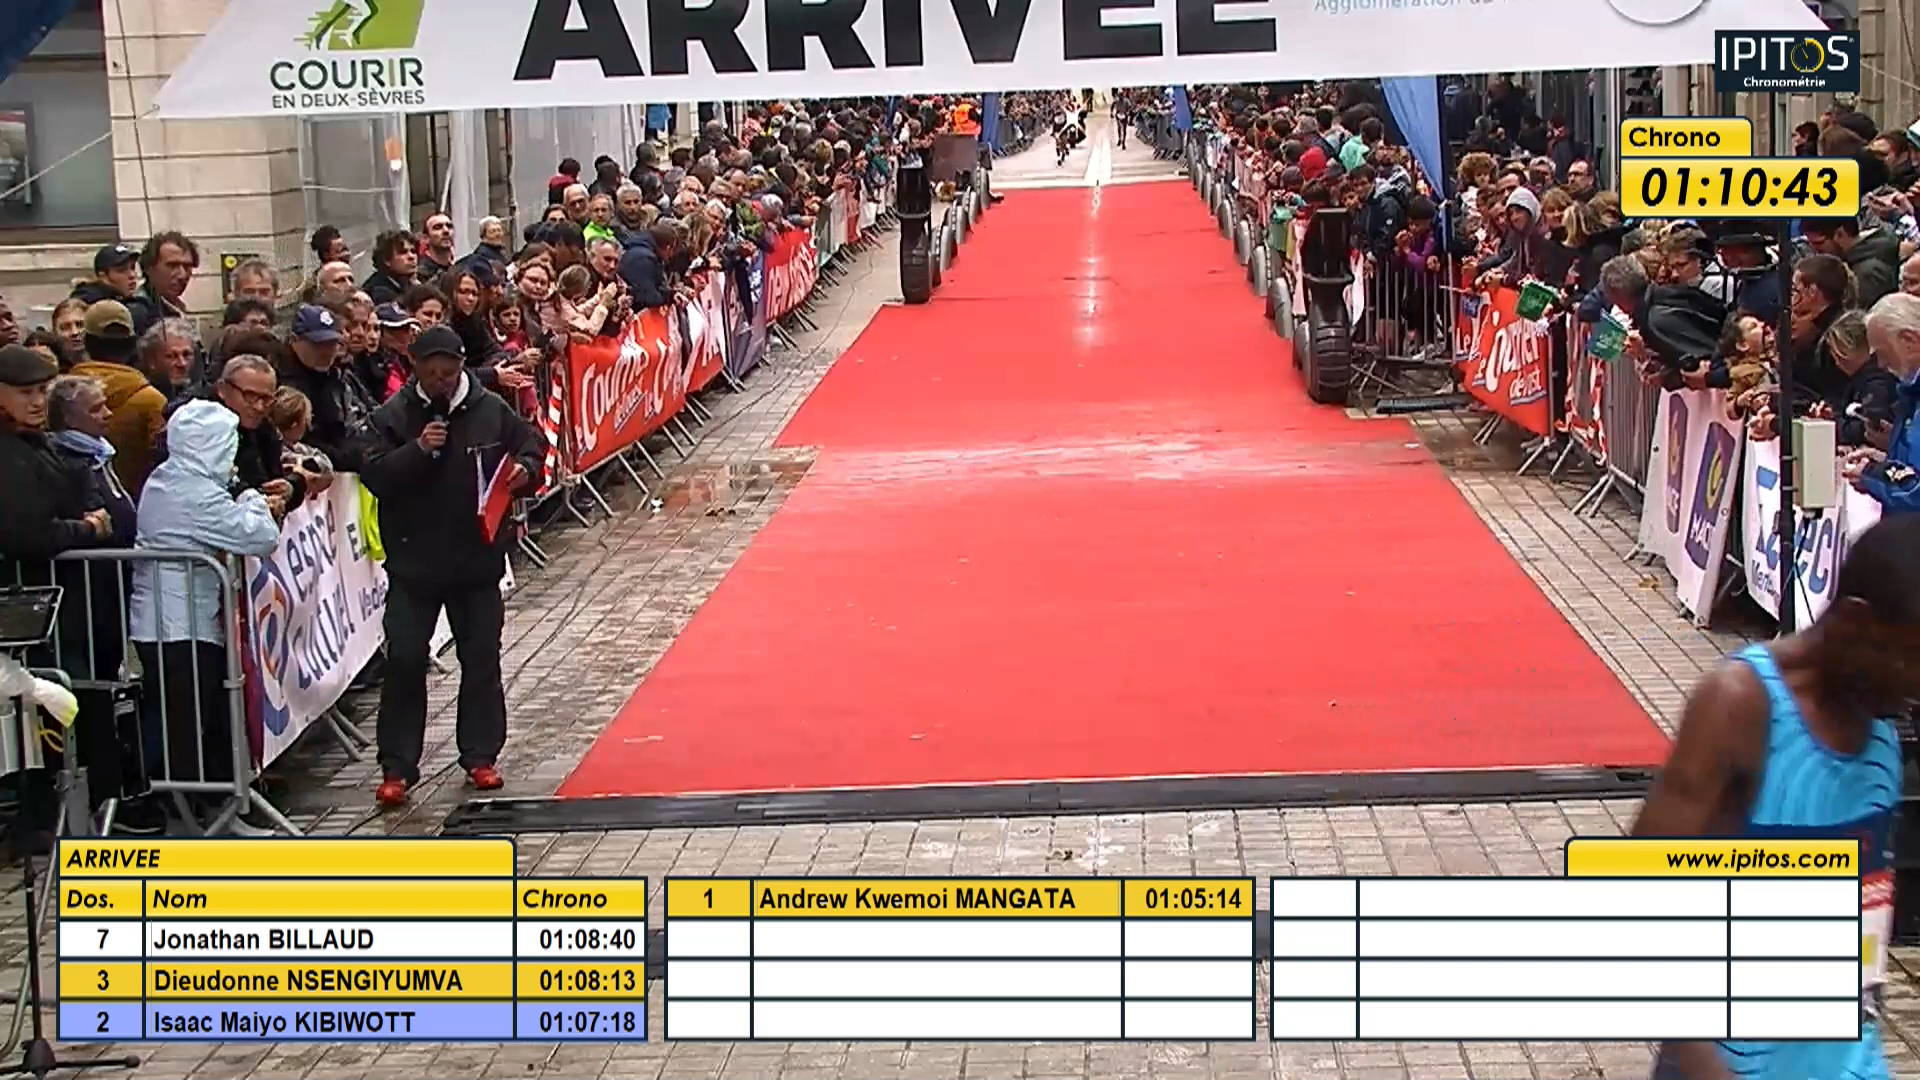 ARRIVEE
COURIR
EN DEUX-SÈVRES
IPITOS
Chronométrie
Chrono
01:10:43
ARRIVEE
www.ipitos.com
Dos. Nom Chrono
7 Jonathan BILLAUD 01:08:40
3 Dieudonne NSENGIYUMVA 01:08:13
2 Isaac Maiyo KIBIWOTT 01:07:18
1 Andrew Kwemoi MANGATA 01:05:14